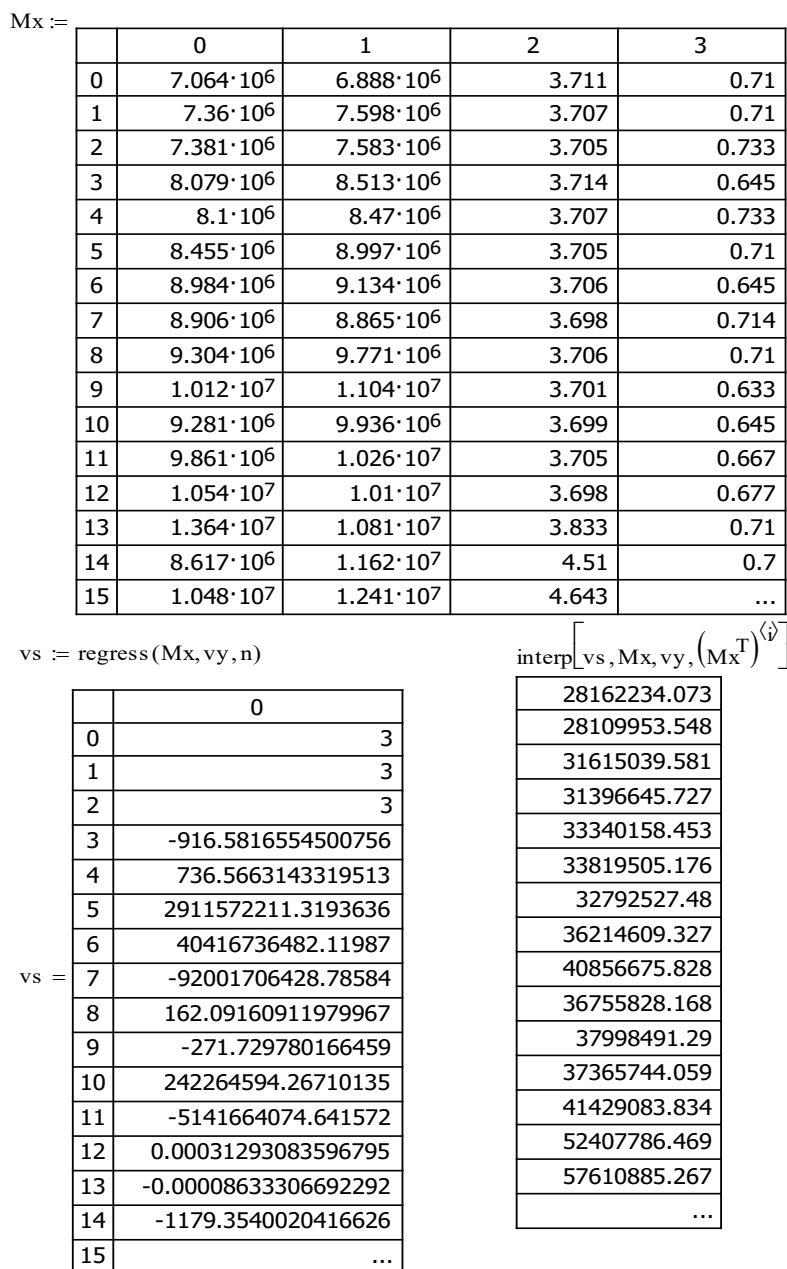 Mx :=
0 1 2 3
0 7.064·10⁶ 6.888·10⁶ 3.711 0.71
1 7.36·10⁶ 7.598·10⁶ 3.707 0.71
2 7.381·10⁶ 7.583·10⁶ 3.705 0.733
3 8.079·10⁶ 8.513·10⁶ 3.714 0.645
4 8.1·10⁶ 8.47·10⁶ 3.707 0.733
5 8.455·10⁶ 8.997·10⁶ 3.705 0.71
6 8.984·10⁶ 9.134·10⁶ 3.706 0.645
7 8.906·10⁶ 8.865·10⁶ 3.698 0.714
8 9.304·10⁶ 9.771·10⁶ 3.706 0.71
9 1.012·10⁷ 1.104·10⁷ 3.701 0.633
10 9.281·10⁶ 9.936·10⁶ 3.699 0.645
11 9.861·10⁶ 1.026·10⁷ 3.705 0.667
12 1.054·10⁷ 1.01·10⁷ 3.698 0.677
13 1.364·10⁷ 1.081·10⁷ 3.833 0.71
14 8.617·10⁶ 1.162·10⁷ 4.51 0.7
15 1.048·10⁷ 1.241·10⁷ 4.643 ...
vs := regress(Mx,vy,n)
vs =
0
0 3
1 3
2 3
3 -916.5816554500756
4 736.5663143319513
5 2911572211.3193636
6 40416736482.11987
7 -92001706428.78584
8 162.09160911979967
9 -271.729780166459
10 242264594.26710135
11 -5141664074.641572
12 0.00031293083596795
13 -0.00008633306692292
14 -1179.3540020416626
15 ...
interp[vs,Mx,vy,(Mxᵀ)⟨i⟩]
28162234.073
28109953.548
31615039.581
31396645.727
33340158.453
33819505.176
32792527.48
36214609.327
40856675.828
36755828.168
37998491.29
37365744.059
41429083.834
52407786.469
57610885.267
...